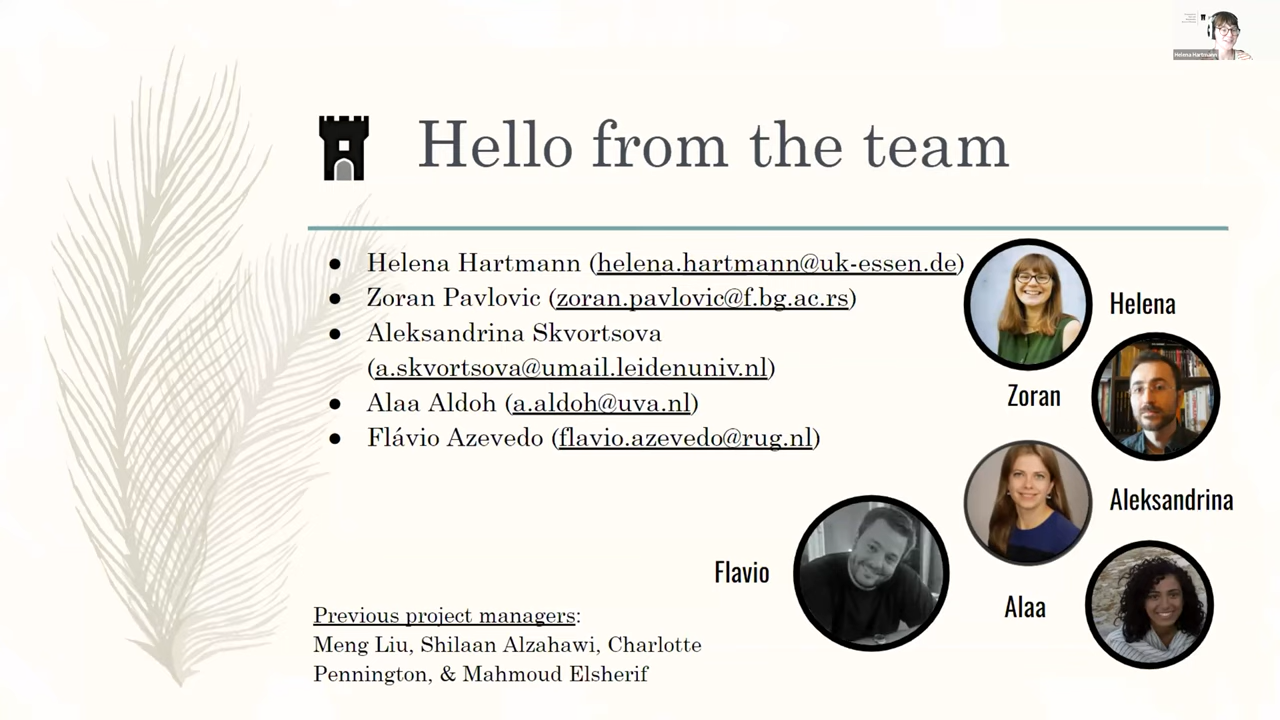 Helena Hartmann
Hello from the team
● Helena Hartmann (helena.hartmann@uk-essen.de)
● Zoran Pavlovic (zoran.pavlovic@f.bg.ac.rs)
● Aleksandrina Skvortsova
(a.skvortsova@umail.leidenuniv.nl)
● Alaa Aldoh (a.aldoh@uva.nl)
● Flávio Azevedo (flavio.azevedo@rug.nl)
Helena
Zoran
Aleksandrina
Flavio
Alaa
Previous project managers:
Meng Liu, Shilaan Alzahawi, Charlotte
Pennington, & Mahmoud Elsherif